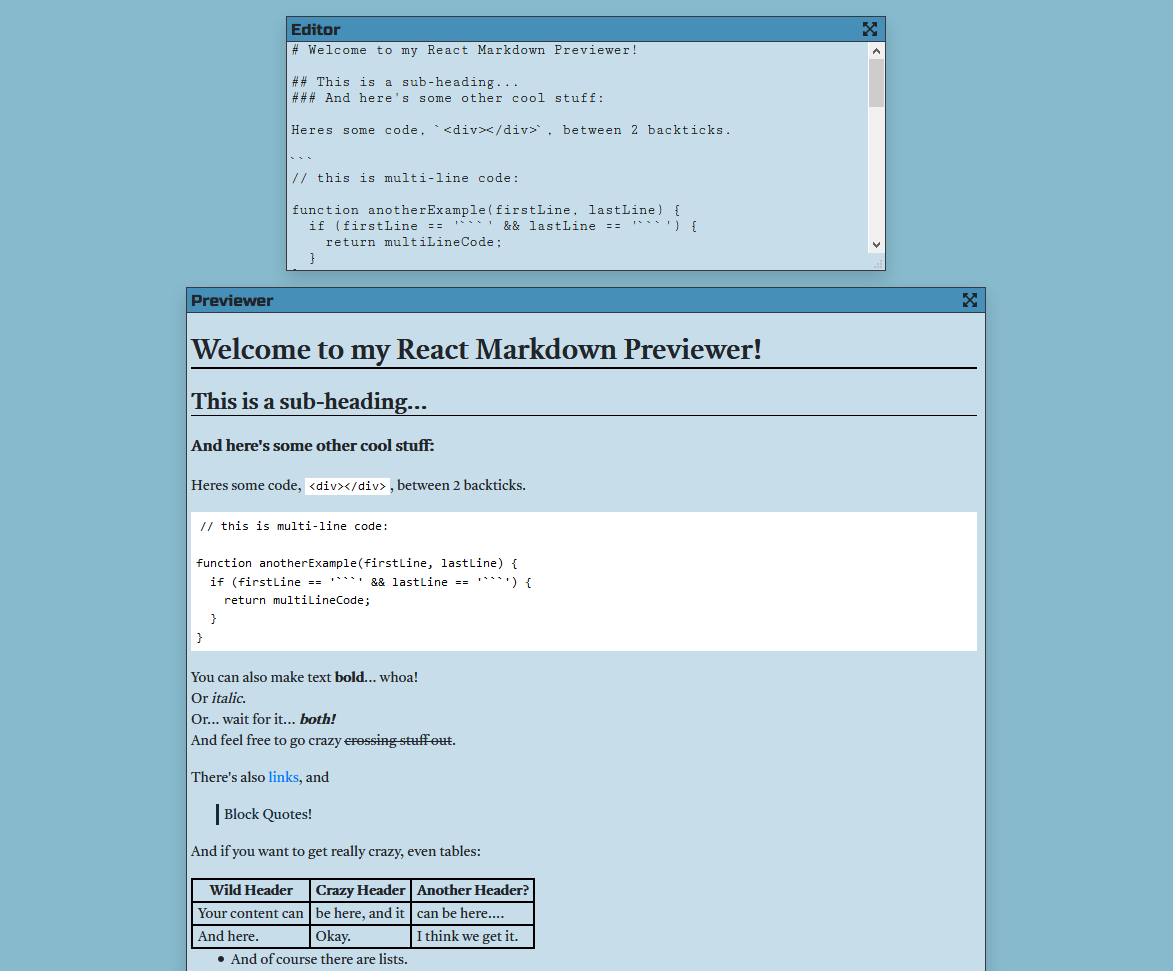 Editor
# Welcome to my React Markdown Previewer!
## This is a sub-heading...
### And here's some other cool stuff:
Heres some code, `<div></div>`, between 2 backticks.
```
// this is multi-line code:
function anotherExample(firstLine, lastLine) {
  if (firstLine == '```' && lastLine == '```') {
    return multiLineCode;
  }
Previewer
Welcome to my React Markdown Previewer!
This is a sub-heading...
And here's some other cool stuff:
Heres some code, <div></div>, between 2 backticks.
// this is multi-line code:
function anotherExample(firstLine, lastLine) {
  if (firstLine == '```' && lastLine == '```') {
    return multiLineCode;
  }
}
You can also make text bold... whoa!
Or italic.
Or... wait for it... both!
And feel free to go crazy crossing stuff out.
There's also links, and
Block Quotes!
And if you want to get really crazy, even tables:
Wild Header Crazy Header Another Header?
Your content can be here, and it can be here....
And here. Okay. I think we get it.
• And of course there are lists.